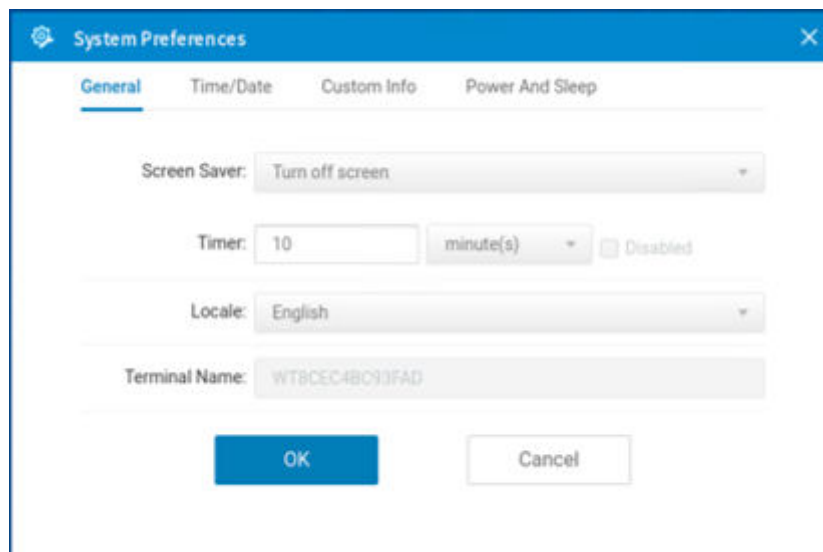 System Preferences
General Time/Date Custom Info Power And Sleep
Screen Saver: Turn off screen
Timer: 10 minute(s) Disabled
Locale: English
Terminal Name: WT8CEC4BC93FAD
OK Cancel